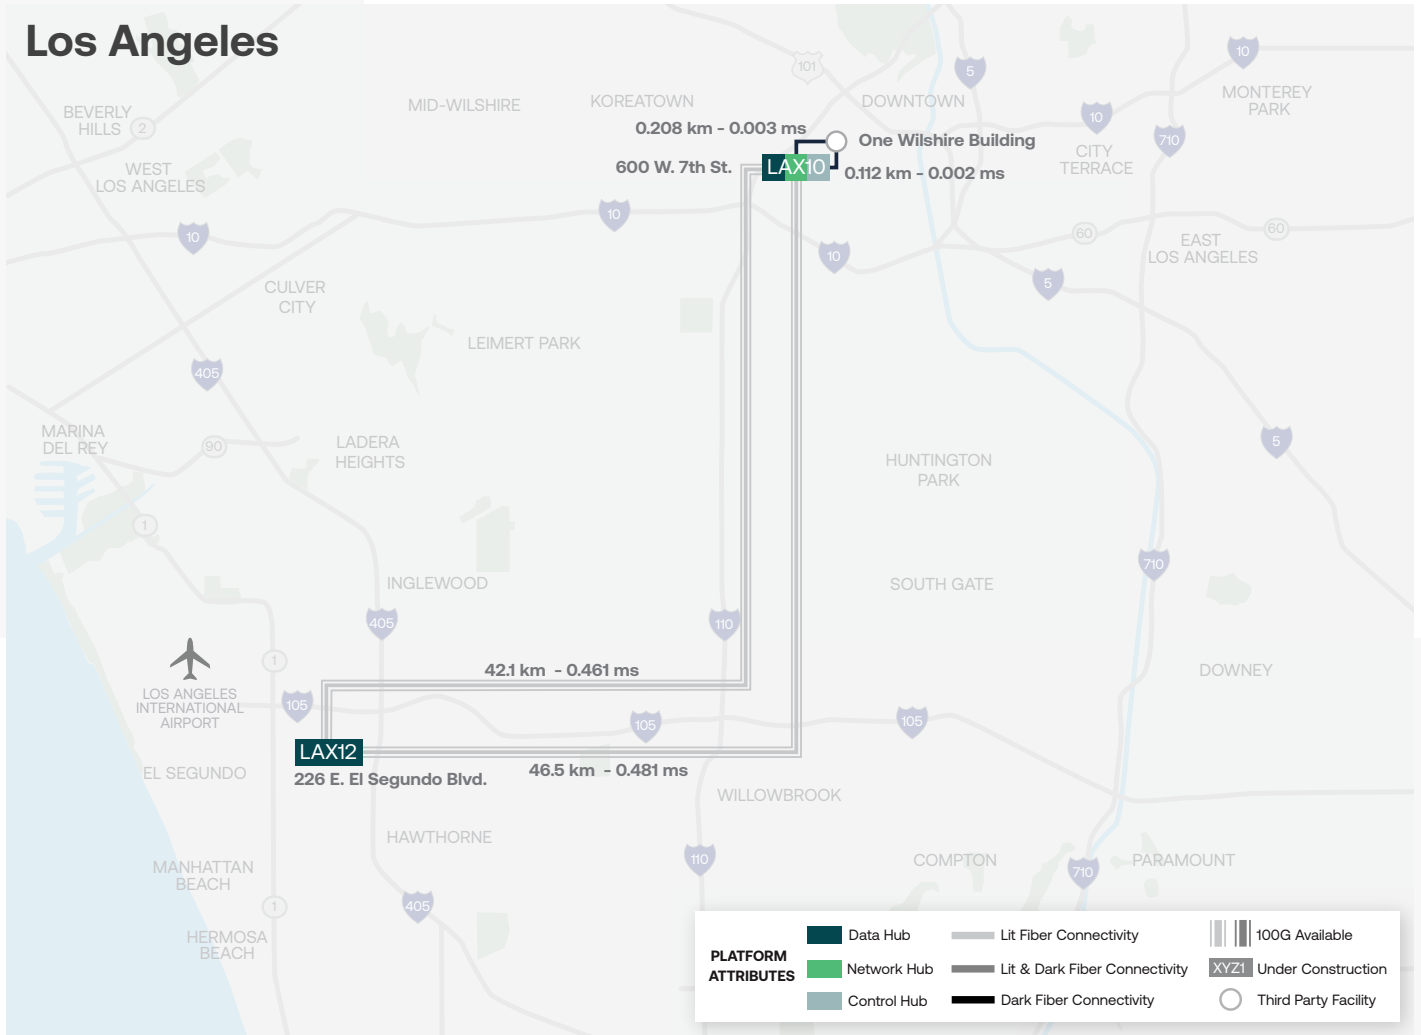 Los Angeles
101
5
10
BEVERLY
HILLS
2
MID-WILSHIRE
KOREATOWN
DOWNTOWN
MONTEREY
PARK
10
710
0.208 km - 0.003 ms
One Wilshire Building
CITY
TERRACE
WEST
LOS ANGELES
600 W. 7th St.
LAX10
0.112 km - 0.002 ms
10
10
10
60
60
EAST
LOS ANGELES
5
CULVER
CITY
LEIMERT PARK
405
MARINA
DEL REY
90
LADERA
HEIGHTS
HUNTINGTON
PARK
5
1
INGLEWOOD
SOUTH GATE
710
405
110
1
42.1 km - 0.461 ms
DOWNEY
LOS ANGELES
INTERNATIONAL
AIRPORT
105
105
105
LAX12
EL SEGUNDO
226 E. El Segundo Blvd.
46.5 km - 0.481 ms
WILLOWBROOK
HAWTHORNE
110
COMPTON
PARAMOUNT
710
MANHATTAN
BEACH
1
405
HERMOSA
BEACH
PLATFORM
ATTRIBUTES
Data Hub
Lit Fiber Connectivity
100G Available
Network Hub
Lit & Dark Fiber Connectivity
XYZ1 Under Construction
Control Hub
Dark Fiber Connectivity
Third Party Facility